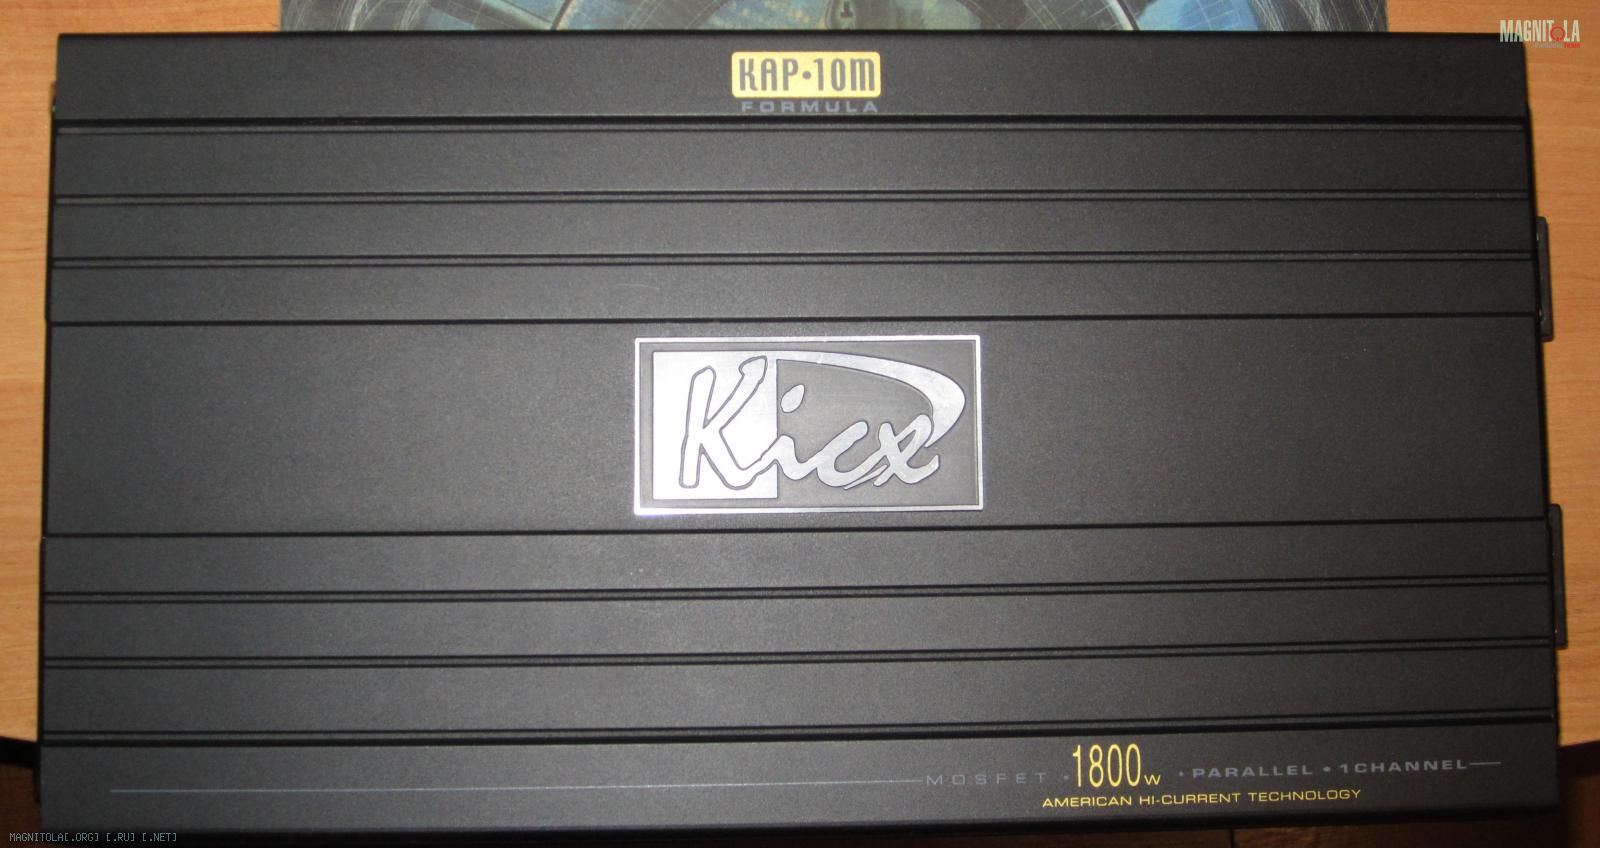 MAGNITOLA
KAP•10M
FORMULA
Kicx
MOSFET • 1800W • PARALLEL • 1CHANNEL
AMERICAN HI-CURRENT TECHNOLOGY
MAGNITOLA[.ORG] [.RU] [.NET]